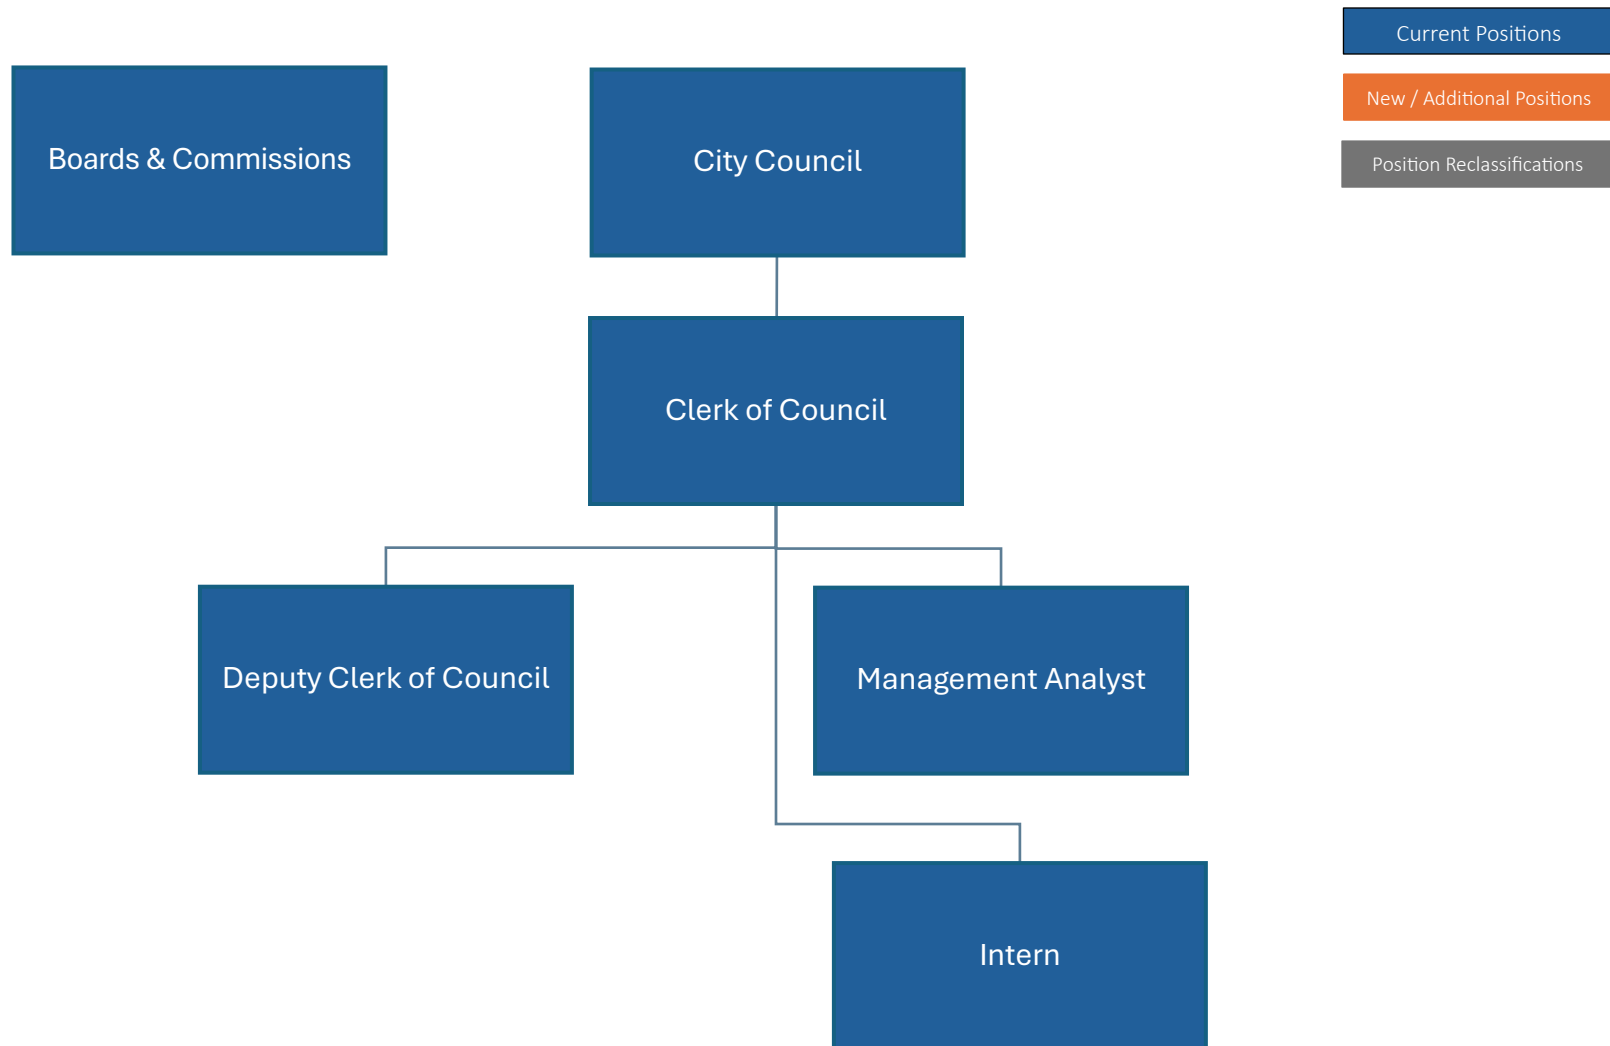 Current Positions
New / Additional Positions
Position Reclassifications
Boards & Commissions
City Council
Clerk of Council
Deputy Clerk of Council
Management Analyst
Intern